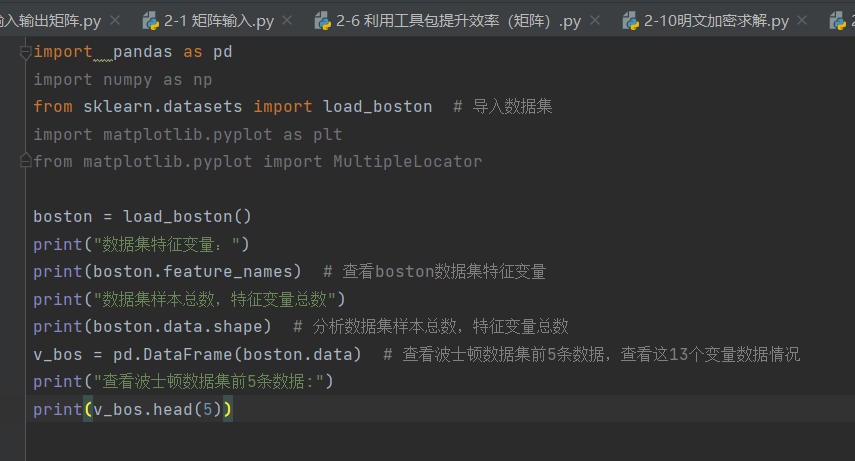 输入输出矩阵.py 2-1 矩阵输入.py 2-6 利用工具包提升效率（矩阵）.py 2-10明文加密求解.py
import  pandas as pd
import numpy as np
from sklearn.datasets import load_boston  # 导入数据集
import matplotlib.pyplot as plt
from matplotlib.pyplot import MultipleLocator
boston = load_boston()
print("数据集特征变量：")
print(boston.feature_names)  # 查看boston数据集特征变量
print("数据集样本总数，特征变量总数")
print(boston.data.shape)  # 分析数据集样本总数，特征变量总数
v_bos = pd.DataFrame(boston.data)  # 查看波士顿数据集前5条数据，查看这13个变量数据情况
print("查看波士顿数据集前5条数据:")
print(v_bos.head(5))